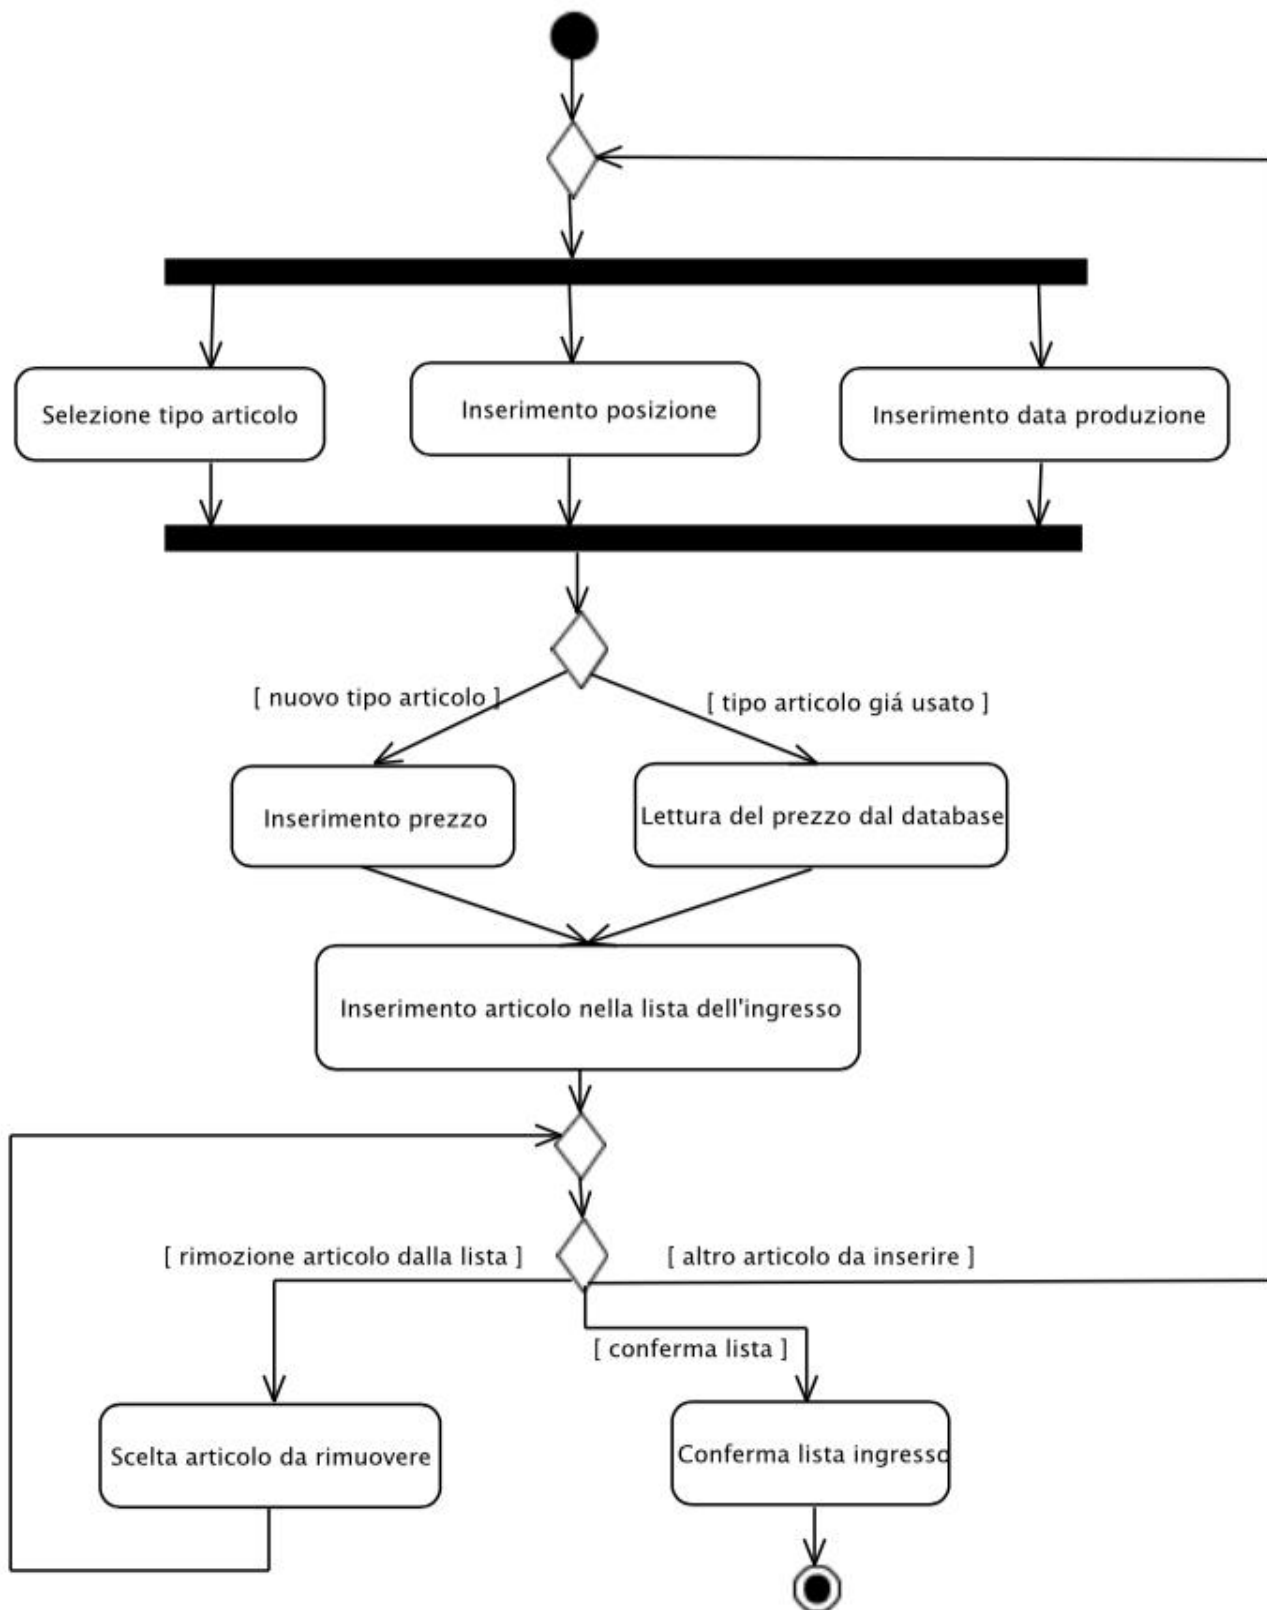 Selezione tipo articolo
Inserimento posizione
Inserimento data produzione
[ nuovo tipo articolo ]
[ tipo articolo giá usato ]
Inserimento prezzo
Lettura del prezzo dal database
Inserimento articolo nella lista dell'ingresso
[ rimozione articolo dalla lista ]
[ altro articolo da inserire ]
[ conferma lista ]
Scelta articolo da rimuovere
Conferma lista ingresso